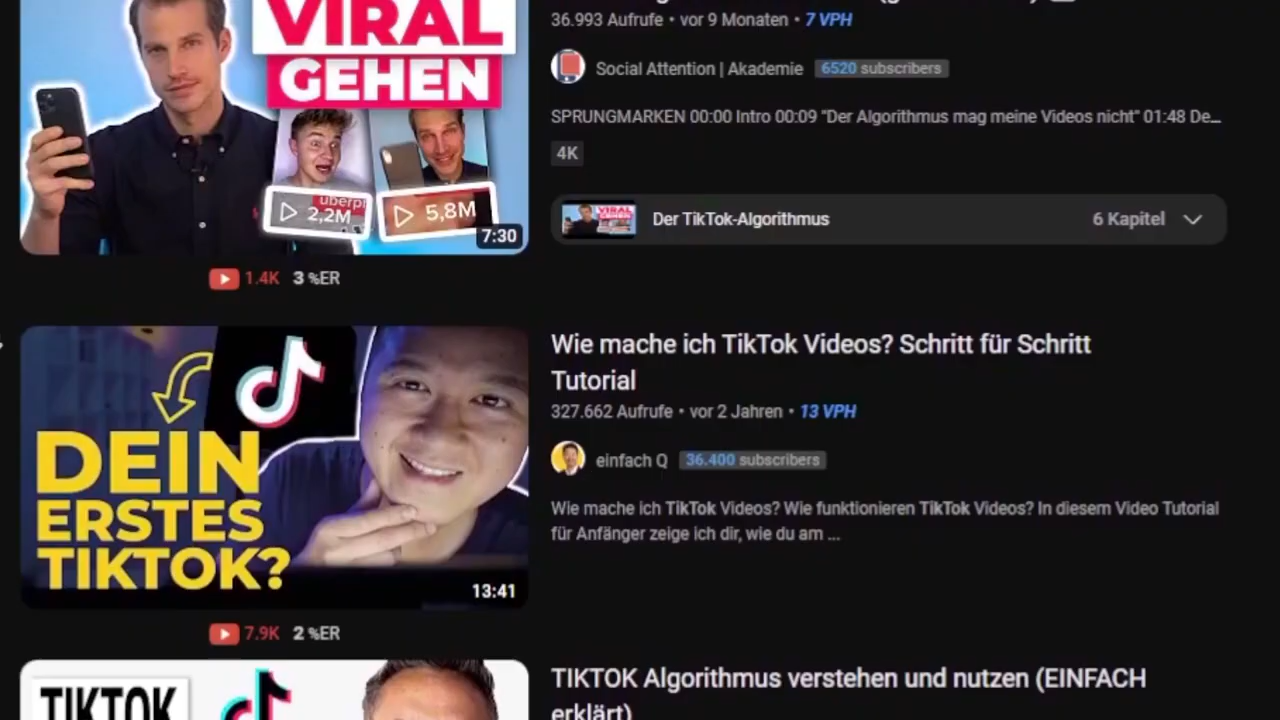 VIRAL
GEHEN
überpr
2,2M
5,8M
7:30
1.4K 3 %ER
36.993 Aufrufe • vor 9 Monaten • 7 VPH
Social Attention | Akademie 6520 subscribers
SPRUNGMARKEN 00:00 Intro 00:09 "Der Algorithmus mag meine Videos nicht" 01:48 De...
4K
Der TikTok-Algorithmus 6 Kapitel
DEIN
ERSTES
TIKTOK?
13:41
7.9K 2 %ER
Wie mache ich TikTok Videos? Schritt für Schritt
Tutorial
327.662 Aufrufe • vor 2 Jahren • 13 VPH
einfach Q 36.400 subscribers
Wie mache ich TikTok Videos? Wie funktionieren TikTok Videos? In diesem Video Tutorial
für Anfänger zeige ich dir, wie du am ...
TIKTOK
TIKTOK Algorithmus verstehen und nutzen (EINFACH
erklärt)